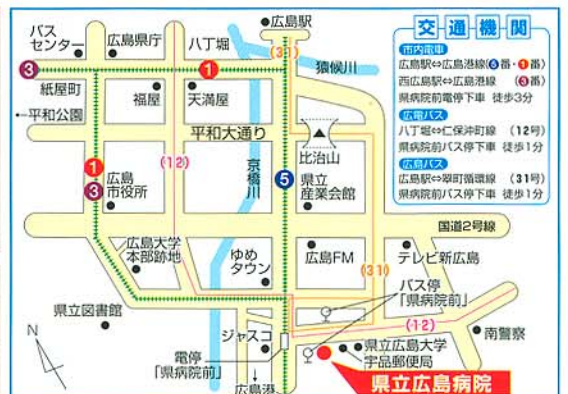 広島駅
バス
センター
広島県庁
八丁堀
(31)
猿候川
3
1
紙屋町
←平和公園
福屋
天満屋
平和大通り
比治山
(12)
京橋川
1
3
広島
市役所
5
県立
産業会館
国道2号線
広島大学
本部跡地
ゆめ
タウン
広島FM
テレビ新広島
(31)
バス停
「県病院前」
県立図書館
(12)
N
ジャスコ
電停
「県病院前」
↓
広島港
県立広島大学
宇品郵便局
南警察
県立広島病院
交通機関
市内電車
広島駅⇔広島港線(5番・1番)
西広島駅⇔広島港線 (3番)
県病院前電停下車 徒歩3分
広電バス
八丁堀⇔仁保沖町線 (12号)
県病院前バス停下車 徒歩1分
広島バス
広島駅⇔翠町循環線 (31号)
県病院前バス停下車 徒歩1分